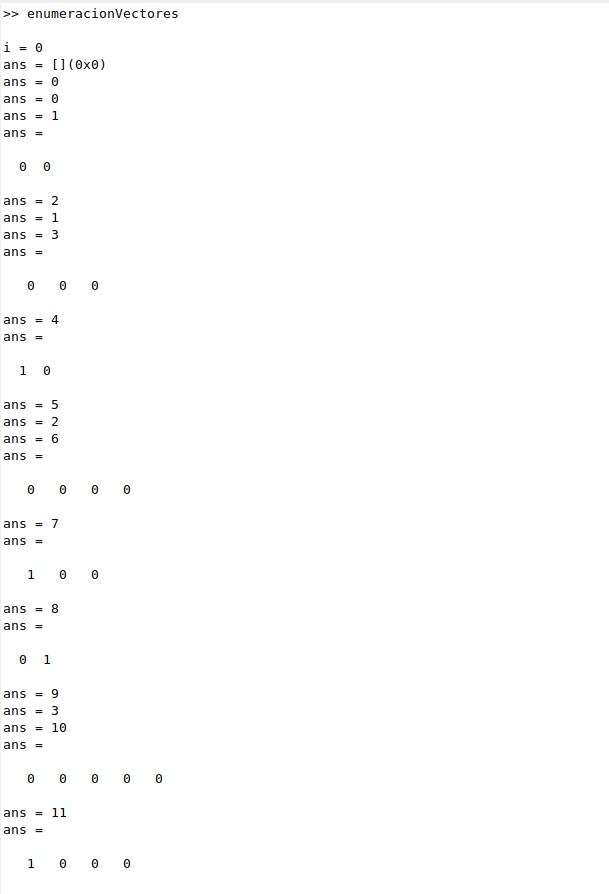 >> enumeracionVectores
i = 0
ans = [](0x0)
ans = 0
ans = 0
ans = 1
ans =
0 0
ans = 2
ans = 1
ans = 3
ans =
0 0 0
ans = 4
ans =
1 0
ans = 5
ans = 2
ans = 6
ans =
0 0 0 0
ans = 7
ans =
1 0 0
ans = 8
ans =
0 1
ans = 9
ans = 3
ans = 10
ans =
0 0 0 0 0
ans = 11
ans =
1 0 0 0